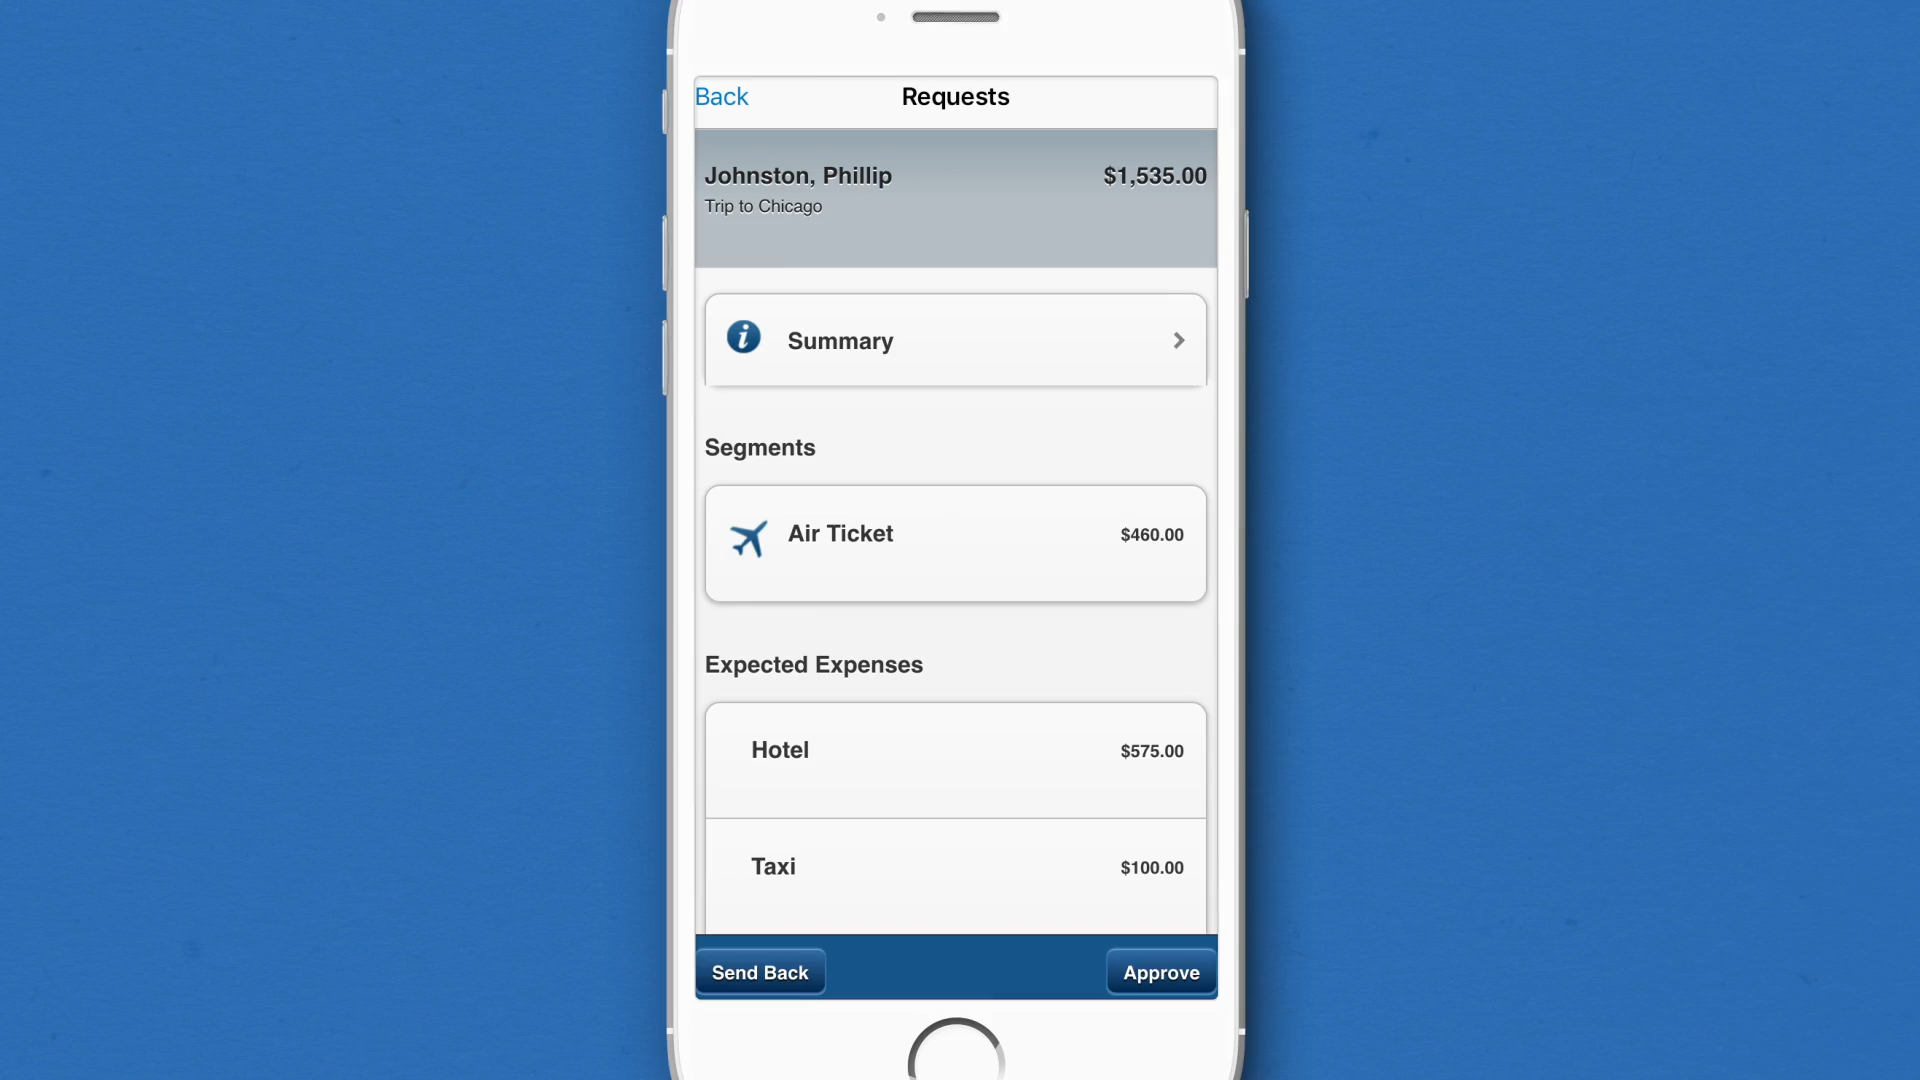 Back
Requests
Johnston, Phillip
$1,535.00
Trip to Chicago
Summary
Segments
Air Ticket
$460.00
Expected Expenses
Hotel
$575.00
Taxi
$100.00
Send Back
Approve